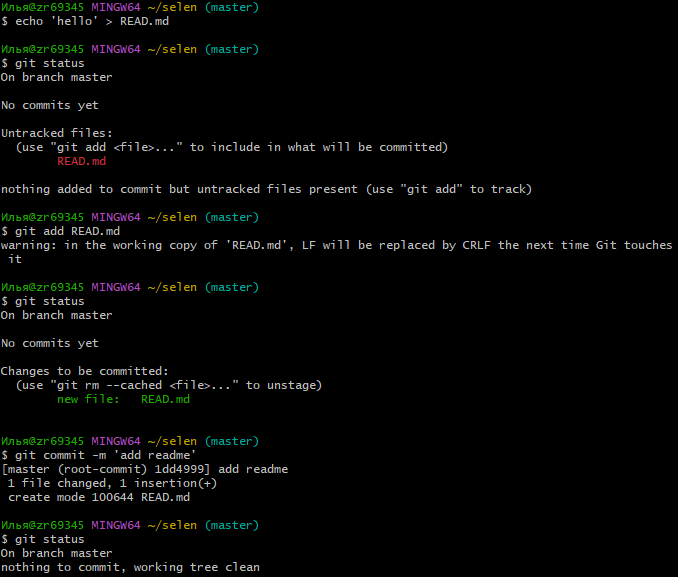 Илья@zr69345 MINGW64 ~/selen (master)
$ echo 'hello' > READ.md
Илья@zr69345 MINGW64 ~/selen (master)
$ git status
On branch master
No commits yet
Untracked files:
  (use "git add <file>..." to include in what will be committed)
        READ.md
nothing added to commit but untracked files present (use "git add" to track)
Илья@zr69345 MINGW64 ~/selen (master)
$ git add READ.md
warning: in the working copy of 'READ.md', LF will be replaced by CRLF the next time Git touches
 it
Илья@zr69345 MINGW64 ~/selen (master)
$ git status
On branch master
No commits yet
Changes to be committed:
  (use "git rm --cached <file>..." to unstage)
        new file:   READ.md
Илья@zr69345 MINGW64 ~/selen (master)
$ git commit -m 'add readme'
[master (root-commit) 1dd4999] add readme
 1 file changed, 1 insertion(+)
 create mode 100644 READ.md
Илья@zr69345 MINGW64 ~/selen (master)
$ git status
On branch master
nothing to commit, working tree clean